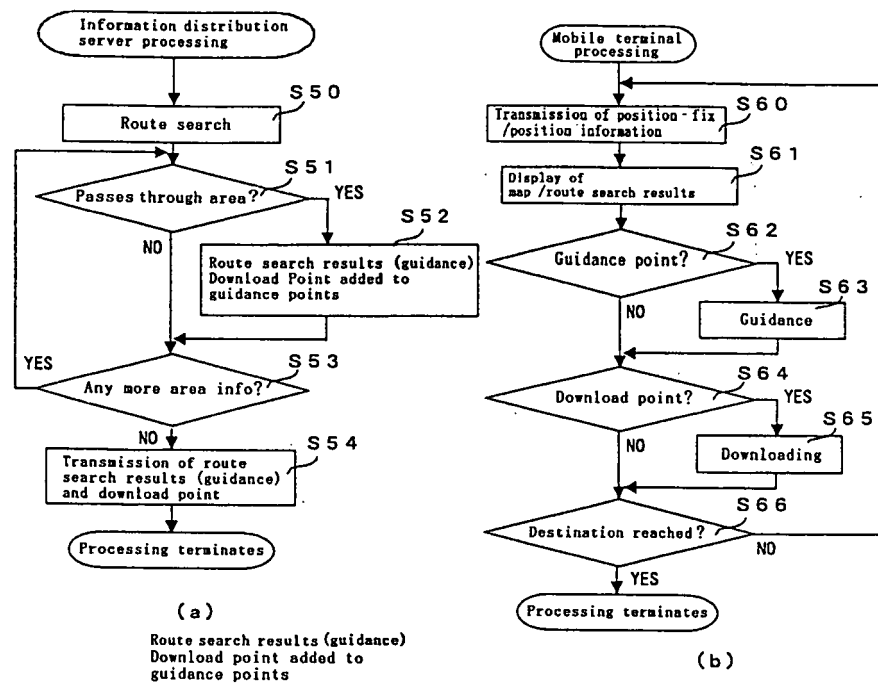 Information distribution
server processing
S50
Route search
S51
Passes through area?
YES
NO
S52
Route search results (guidance)
Download Point added to
guidance points
S53
YES
Any more area info?
NO
S54
Transmission of route
search results (guidance)
and download point
Processing terminates
(a)
Route search results (guidance)
Download point added to
guidance points
Mobile terminal
processing
S60
Transmission of position-fix
/position information
S61
Display of
map /route search results
S62
Guidance point?
YES
NO
S63
Guidance
S64
Download point?
YES
NO
S65
Downloading
S66
Destination reached?
NO
YES
Processing terminates
(b)